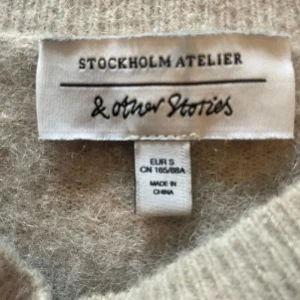 STOCKHOLM ATELIER
& other Stories
EUR S
CN 165/88A
MADE IN
CHINA